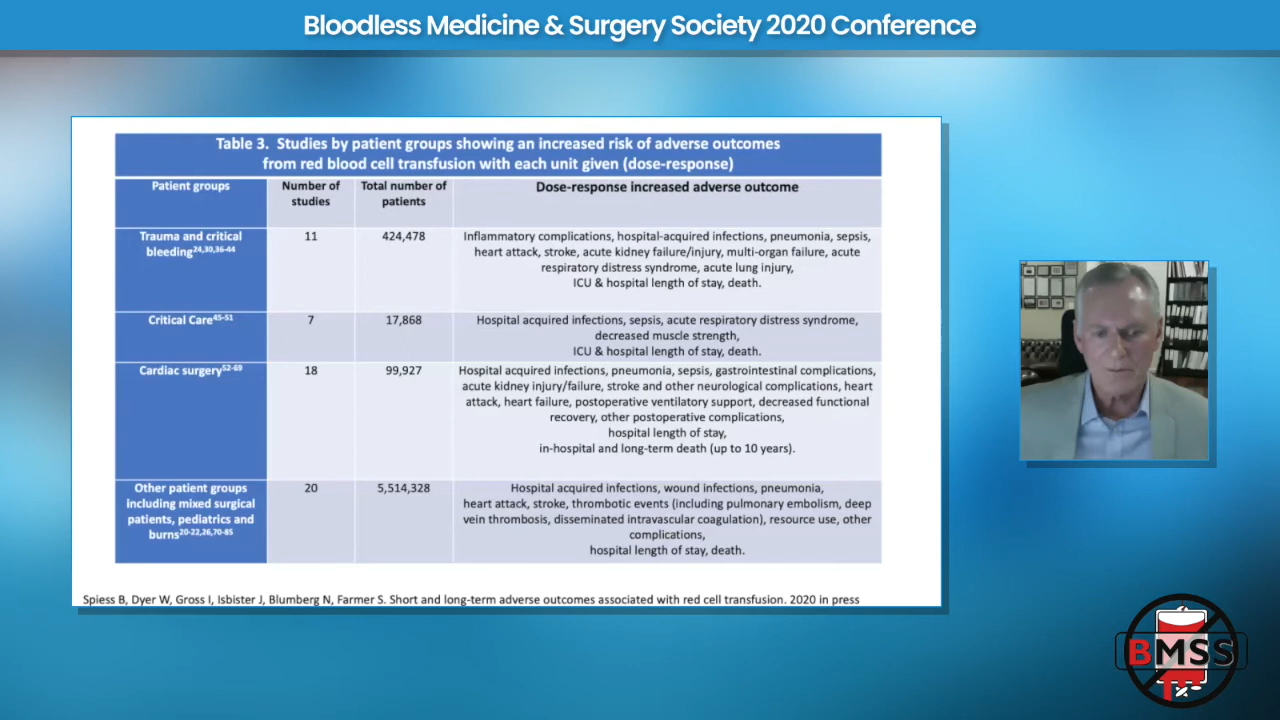 Bloodless Medicine & Surgery Society 2020 Conference
Table 3. Studies by patient groups showing an increased risk of adverse outcomes
from red blood cell transfusion with each unit given (dose-response)
Patient groups
Number of
studies
Total number of
patients
Dose-response increased adverse outcome
Trauma and critical
bleeding24,30,36-44
11
424,478
Inflammatory complications, hospital-acquired infections, pneumonia, sepsis,
heart attack, stroke, acute kidney failure/injury, multi-organ failure, acute
respiratory distress syndrome, acute lung injury,
ICU & hospital length of stay, death.
Critical Care45-51
7
17,868
Hospital acquired infections, sepsis, acute respiratory distress syndrome,
decreased muscle strength,
ICU & hospital length of stay, death.
Cardiac surgery52-69
18
99,927
Hospital acquired infections, pneumonia, sepsis, gastrointestinal complications,
acute kidney injury/failure, stroke and other neurological complications, heart
attack, heart failure, postoperative ventilatory support, decreased functional
recovery, other postoperative complications,
hospital length of stay,
in-hospital and long-term death (up to 10 years).
Other patient groups
including mixed surgical
patients, pediatrics and
burns20-22,26,70-85
20
5,514,328
Hospital acquired infections, wound infections, pneumonia,
heart attack, stroke, thrombotic events (including pulmonary embolism, deep
vein thrombosis, disseminated intravascular coagulation), resource use, other
complications,
hospital length of stay, death.
Spiess B, Dyer W, Gross I, Isbister J, Blumberg N, Farmer S. Short and long-term adverse outcomes associated with red cell transfusion. 2020 in press
BMSS